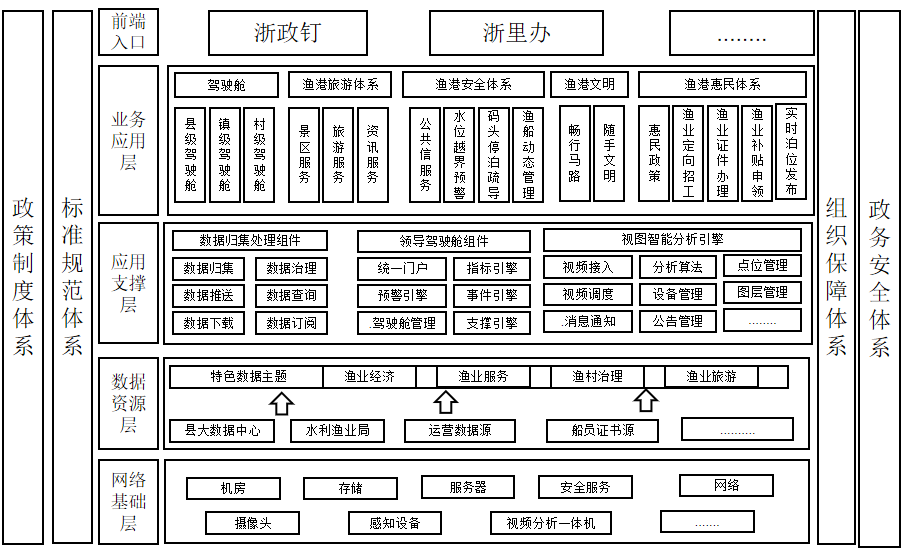 政策制度体系
标准规范体系
前端入口
浙政钉
浙里办
........
业务应用层
驾驶舱
县级驾驶舱
镇级驾驶舱
村级驾驶舱
渔港旅游体系
景区服务
旅游服务
资讯服务
渔港安全体系
公共信服务
水位越界预警
码头停泊疏导
渔船动态管理
渔港文明
畅行马路
随手文明
渔港惠民体系
惠民政策
渔业定向招工
渔业证件办理
渔业补贴申领
实时泊位发布
应用支撑层
数据归集处理组件
数据归集
数据治理
数据推送
数据查询
数据下载
数据订阅
领导驾驶舱组件
统一门户
指标引擎
预警引擎
事件引擎
.驾驶舱管理
支撑引擎
视图智能分析引擎
视频接入
分析算法
点位管理
视频调度
设备管理
图层管理
.消息通知
公告管理
........
数据资源层
特色数据主题
渔业经济
渔业服务
渔村治理
渔业旅游
县大数据中心
水利渔业局
运营数据源
船员证书源
..........
网络基础层
机房
存储
服务器
安全服务
网络
摄像头
感知设备
视频分析一体机
.......
组织保障体系
政务安全体系